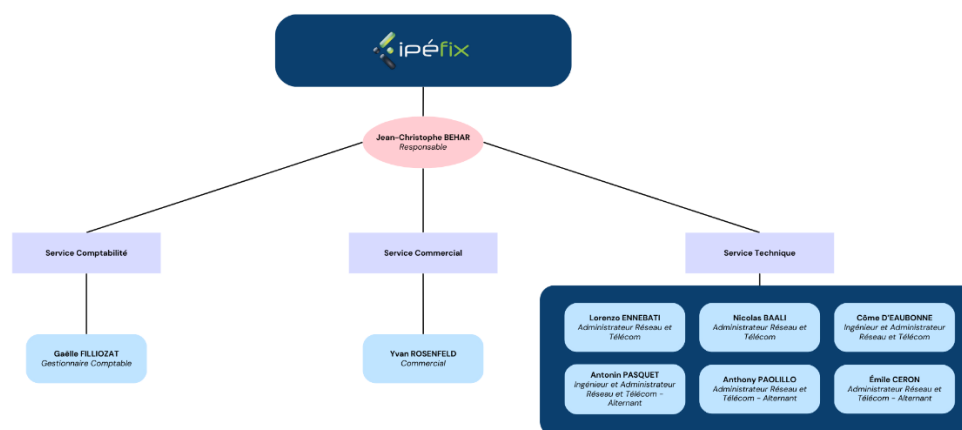 ipéfix
Jean-Christophe BEHAR
Responsable
Service Comptabilité
Service Commercial
Service Technique
Gaëlle FILLIOZAT
Gestionnaire Comptable
Yvan ROSENFELD
Commercial
Lorenzo ENNEBATI
Administrateur Réseau et
Télécom
Nicolas BAALI
Administrateur Réseau et
Télécom
Côme D'EAUBONNE
Ingénieur et Administrateur
Réseau et Télécom
Antonin PASQUET
Ingénieur et Administrateur
Réseau et Télécom -
Alternant
Anthony PAOLILLO
Administrateur Réseau et
Télécom - Alternant
Émile CERON
Administrateur Réseau et
Télécom - Alternant